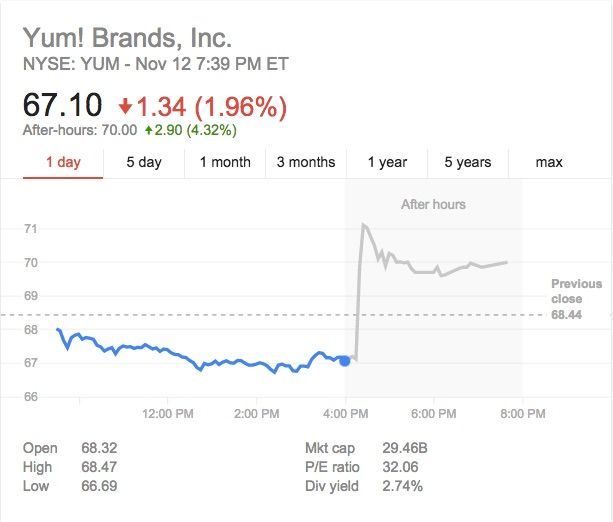 Yum! Brands, Inc.
NYSE: YUM - Nov 12 7:39 PM ET
67.10 ↓1.34 (1.96%)
After-hours: 70.00 ↑2.90 (4.32%)
1 day 5 day 1 month 3 months 1 year 5 years max
After hours
71
70
69
68
67
66
Previous
close
68.44
12:00 PM 2:00 PM 4:00 PM 6:00 PM 8:00 PM
Open 68.32 Mkt cap 29.46B
High 68.47 P/E ratio 32.06
Low 66.69 Div yield 2.74%